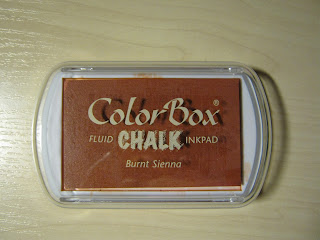 ColorBox®
FLUID CHALK INKPAD
Burnt Sienna